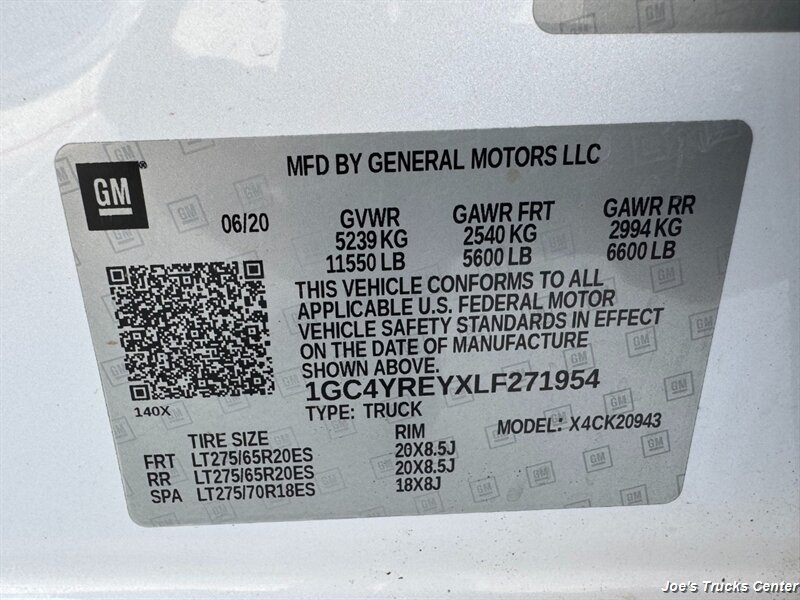 GM
MFD BY GENERAL MOTORS LLC
06/20
GVWR GAWR FRT GAWR RR
5239 KG 2540 KG 2994 KG
11550 LB 5600 LB 6600 LB
THIS VEHICLE CONFORMS TO ALL
APPLICABLE U.S. FEDERAL MOTOR
VEHICLE SAFETY STANDARDS IN EFFECT
ON THE DATE OF MANUFACTURE
SHOWN ABOVE.
1GC4YREYXLF271954
140X
TYPE: TRUCK
MODEL: X4CK20943
TIRE SIZE RIM
FRT LT275/65R20ES 20X8.5J
RR LT275/65R20ES 20X8.5J
SPA LT275/70R18ES 18X8J
Joe's Trucks Center